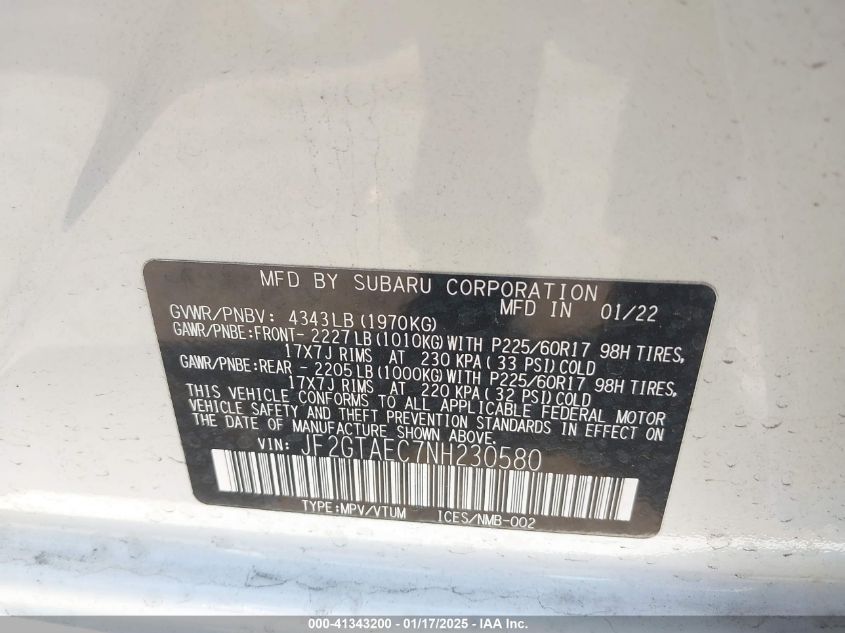 MFD BY SUBARU CORPORATION
MFD IN 01/22
GVWR/PNBV: 4343LB(1970KG)
GAWR/PNBE:FRONT- 2227LB(1010KG)WITH P225/60R17 98H TIRES,
17X7J RIMS AT 230 KPA(33 PSI)COLD
GAWR/PNBE:REAR - 2205LB(1000KG)WITH P225/60R17 98H TIRES,
17X7J RIMS AT 220 KPA(32 PSI)COLD
THIS VEHICLE CONFORMS TO ALL APPLICABLE FEDERAL MOTOR
VEHICLE SAFETY AND THEFT PREVENTION STANDARDS IN EFFECT ON
THE DATE OF MANUFACTURE SHOWN ABOVE.
VIN: JF2GTAEC7NH230580
TYPE:MPV/VTUM ICES/NMB-002
000-41343200 - 01/17/2025 - IAA Inc.